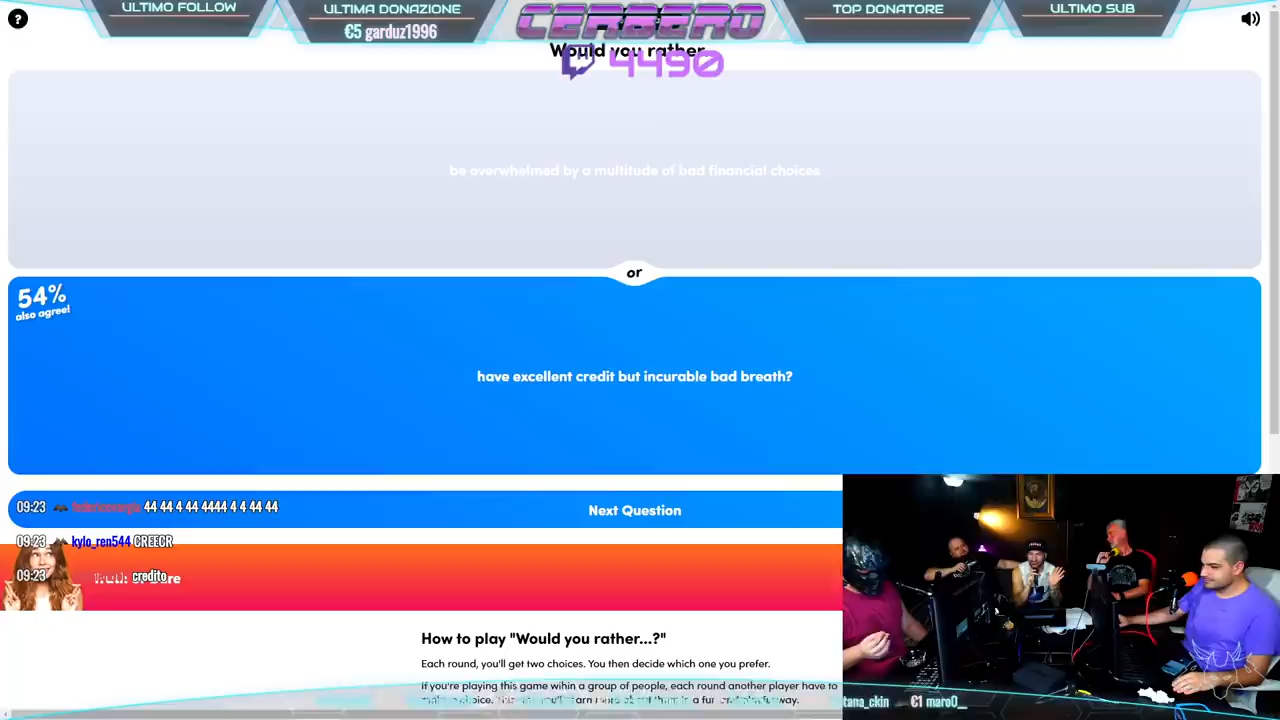 ULTIMO FOLLOW
ULTIMA DONAZIONE
€5 garduz1996
CERBERO
4490
TOP DONATORE
ULTIMO SUB
Would you rather
be overwhelmed by a multitude of bad financial choices
or
54%
also agree!
have excellent credit but incurable bad breath?
09:23 44 44 4 44 4444 4 4 44 44
Next Question
09:23 kylo_ren544 CREECR
09:23 credito
How to play "Would you rather...?"
Each round, you'll get two choices. You then decide which one you prefer.
If you're playing this game wihin a group of people, each round another player have to
tana_ckin €1 maro0__